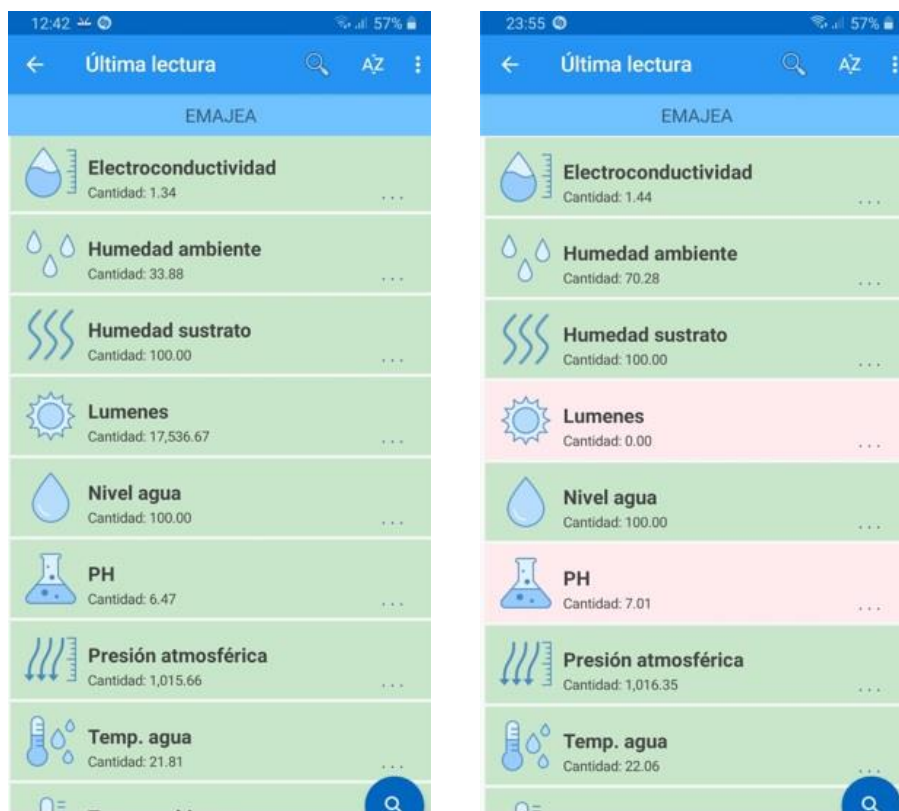 12:42
57%
Última lectura
AZ
EMAJEA
Electroconductividad
Cantidad: 1.34
...
Humedad ambiente
Cantidad: 33.88
...
Humedad sustrato
Cantidad: 100.00
...
Lumenes
Cantidad: 17,536.67
...
Nivel agua
Cantidad: 100.00
...
PH
Cantidad: 6.47
...
Presión atmosférica
Cantidad: 1,015.66
...
Temp. agua
Cantidad: 21.81
...
23:55
57%
Última lectura
AZ
EMAJEA
Electroconductividad
Cantidad: 1.44
...
Humedad ambiente
Cantidad: 70.28
...
Humedad sustrato
Cantidad: 100.00
...
Lumenes
Cantidad: 0.00
...
Nivel agua
Cantidad: 100.00
...
PH
Cantidad: 7.01
...
Presión atmosférica
Cantidad: 1,016.35
...
Temp. agua
Cantidad: 22.06
...